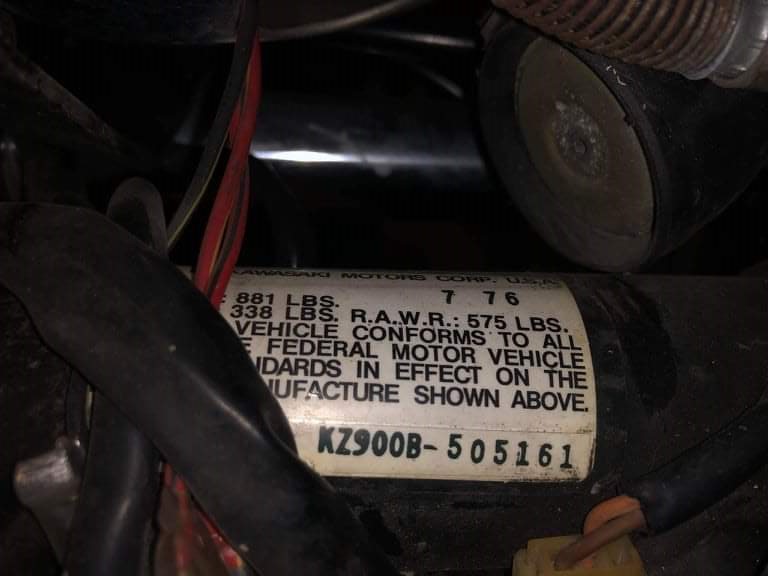 KAWASAKI MOTORS CORP. U.S.A.
: 881 LBS. 7 76
338 LBS. R.A.W.R.: 575 LBS.
VEHICLE CONFORMS TO ALL
FEDERAL MOTOR VEHICLE
NDARDS IN EFFECT ON THE
NUFACTURE SHOWN ABOVE.
KZ900B-505161